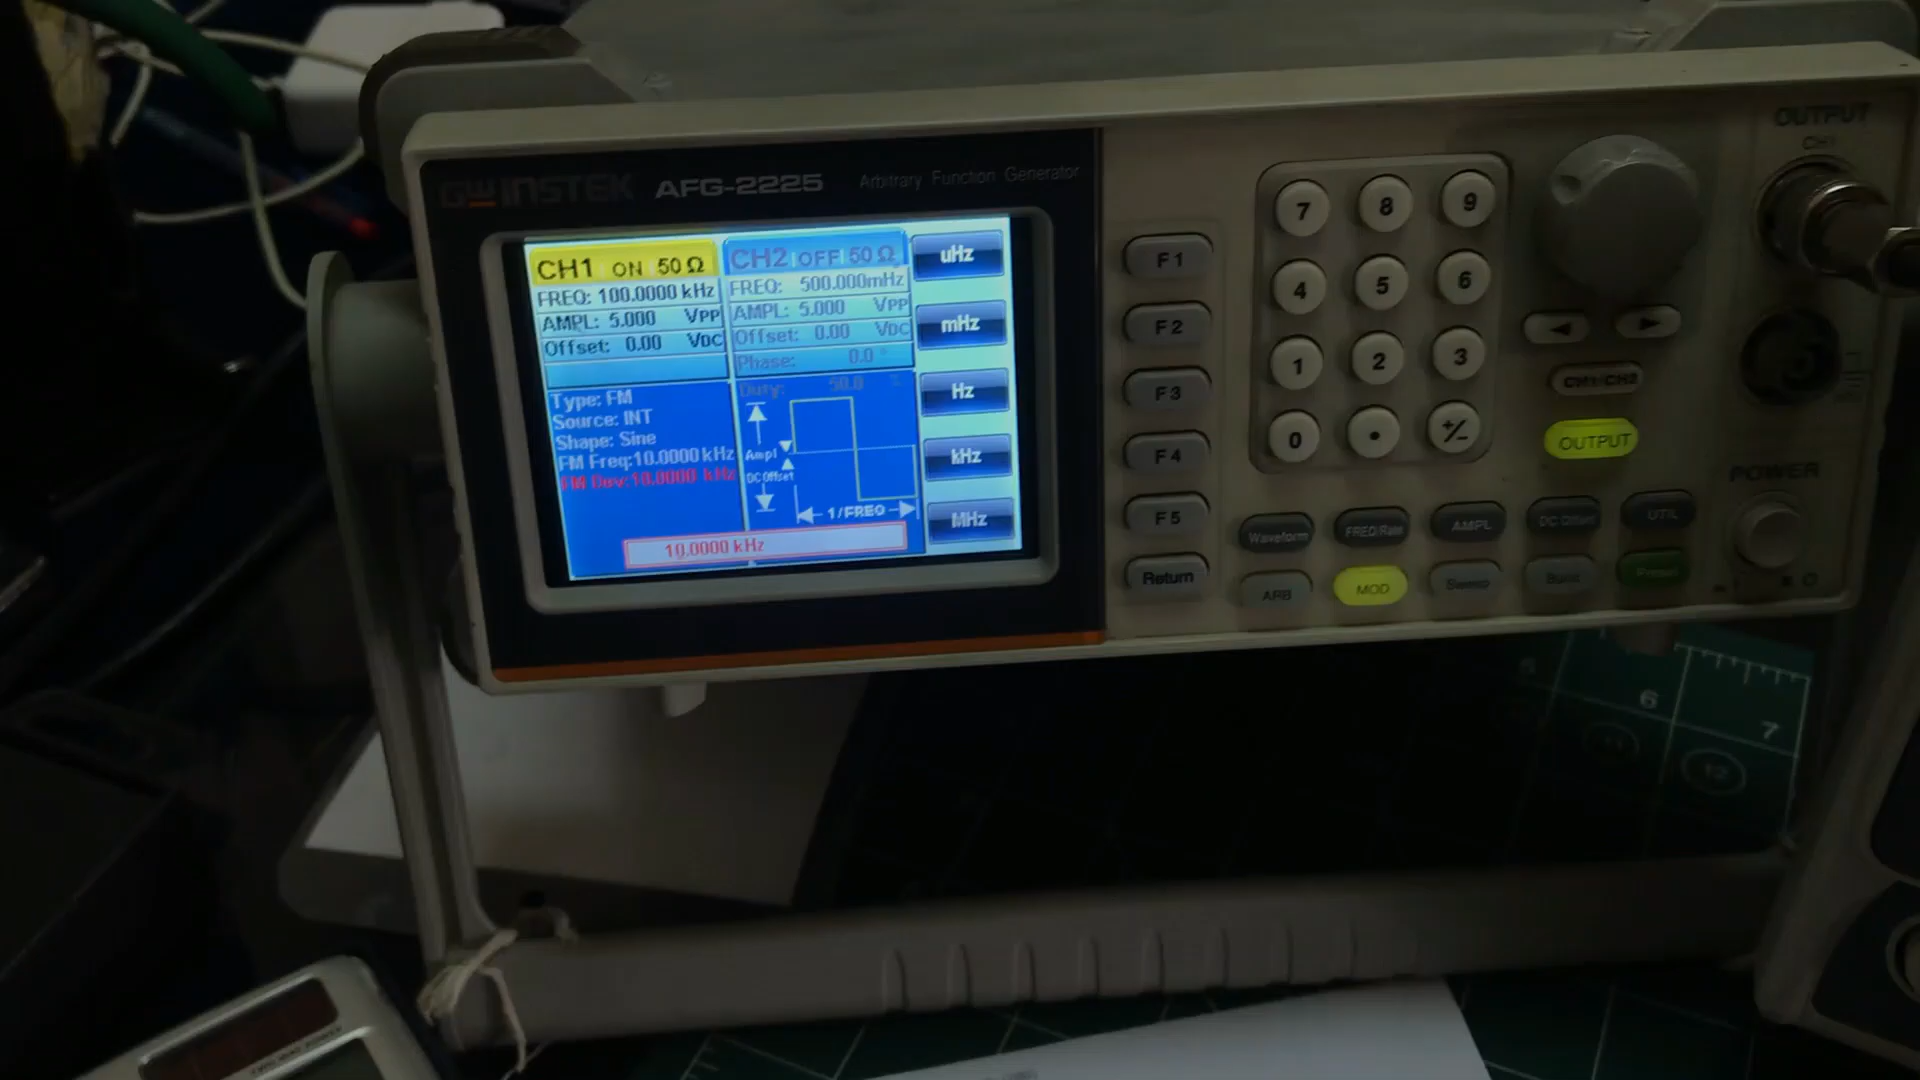 GWINSTEK AFG-2225 Arbitrary Function Generator
CH1 ON 50 Ω
FREQ: 100.0000 kHz
AMPL: 5.000 VPP
Offset: 0.00 VDC
CH2 OFF 50 Ω
FREQ: 500.000mHz
AMPL: 5.000 VPP
Offset: 0.00 VDC
Phase: 0.0 °
Duty: 50.0 %
Type: FM
Source: INT
Shape: Sine
FM Freq:10.0000 kHz
FM Dev:10.0000 kHz
Ampl
DC Offset
1/FREQ
10.0000 kHz
uHz
mHz
Hz
kHz
MHz
F1
F2
F3
F4
F5
Return
7 8 9
4 5 6
1 2 3
0 • +/-
Waveform FREQ/Rate AMPL DC Offset UTIL
ARB MOD Sweep Burst Preset
CH1/CH2
OUTPUT
OUTPUT
CH1
POWER
6
7
12